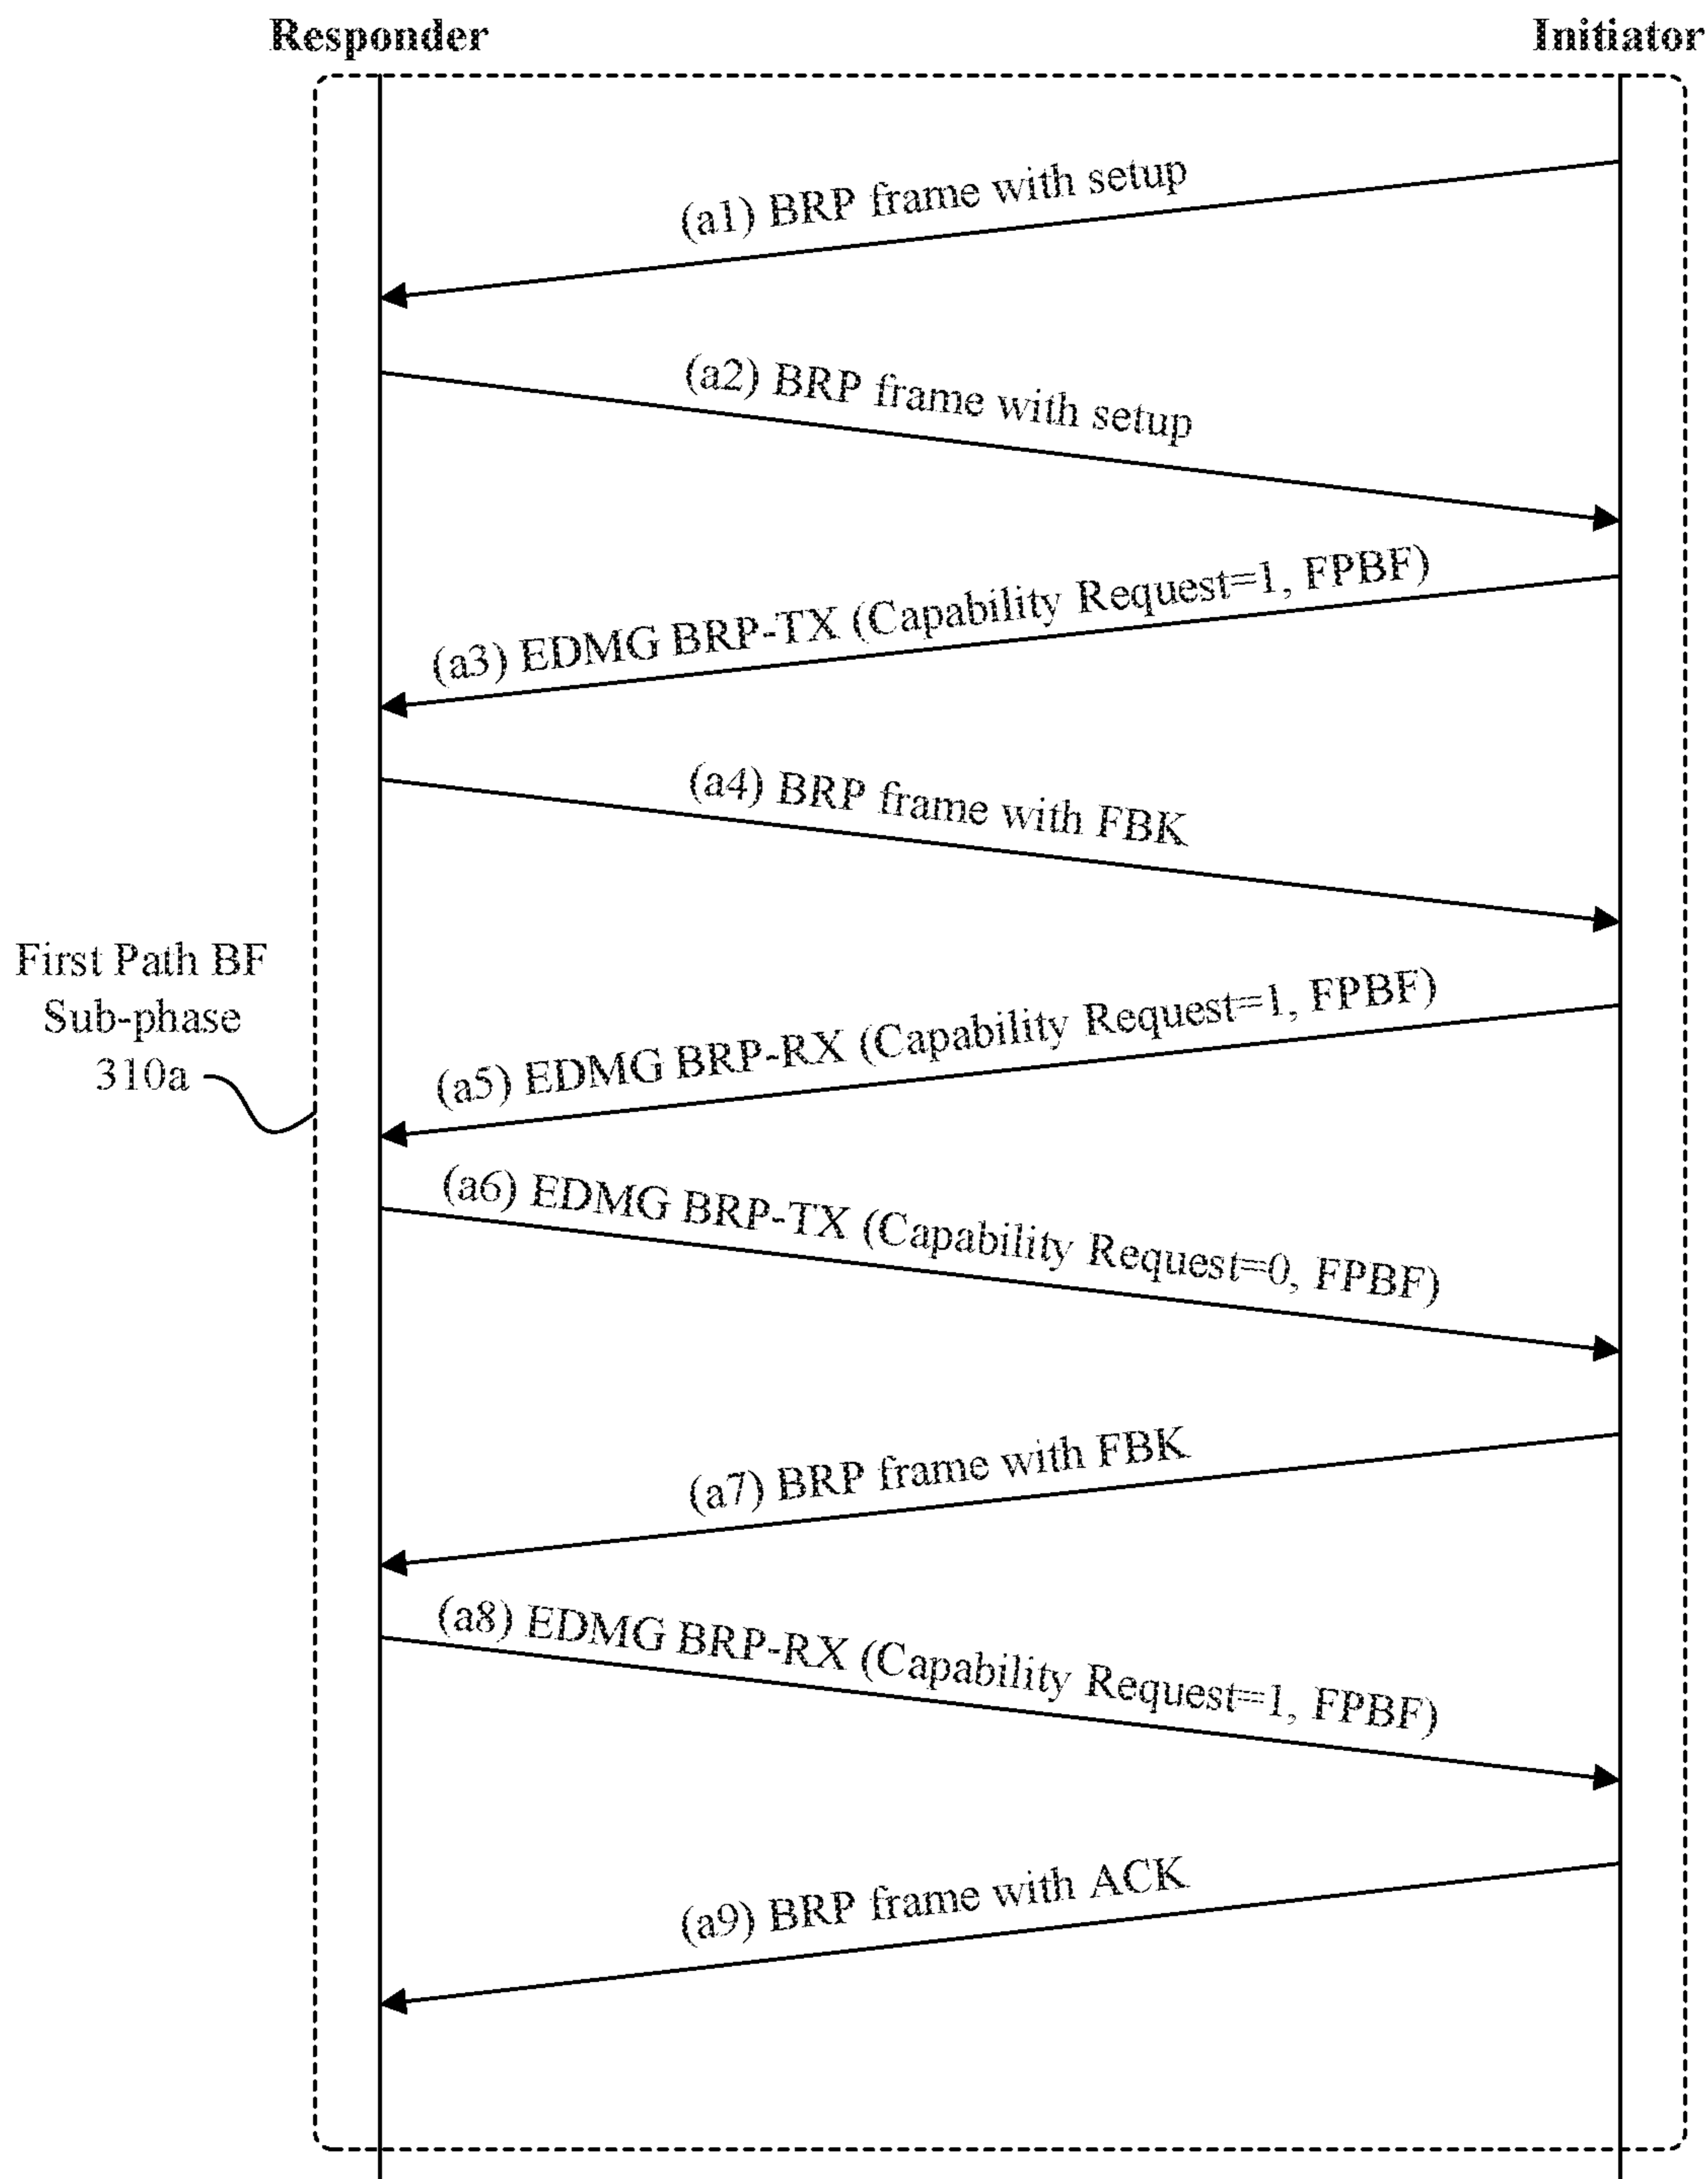 Responder
Initiator
(a1) BRP frame with setup
(a2) BRP frame with setup
(a3) EDMG BRP-TX (Capability Request=1, FPBF)
(a4) BRP frame with FBK
First Path BF
Sub-phase
310a
(a5) EDMG BRP-RX (Capability Request=1, FPBF)
(a6) EDMG BRP-TX (Capability Request=0, FPBF)
(a7) BRP frame with FBK
(a8) EDMG BRP-RX (Capability Request=1, FPBF)
(a9) BRP frame with ACK